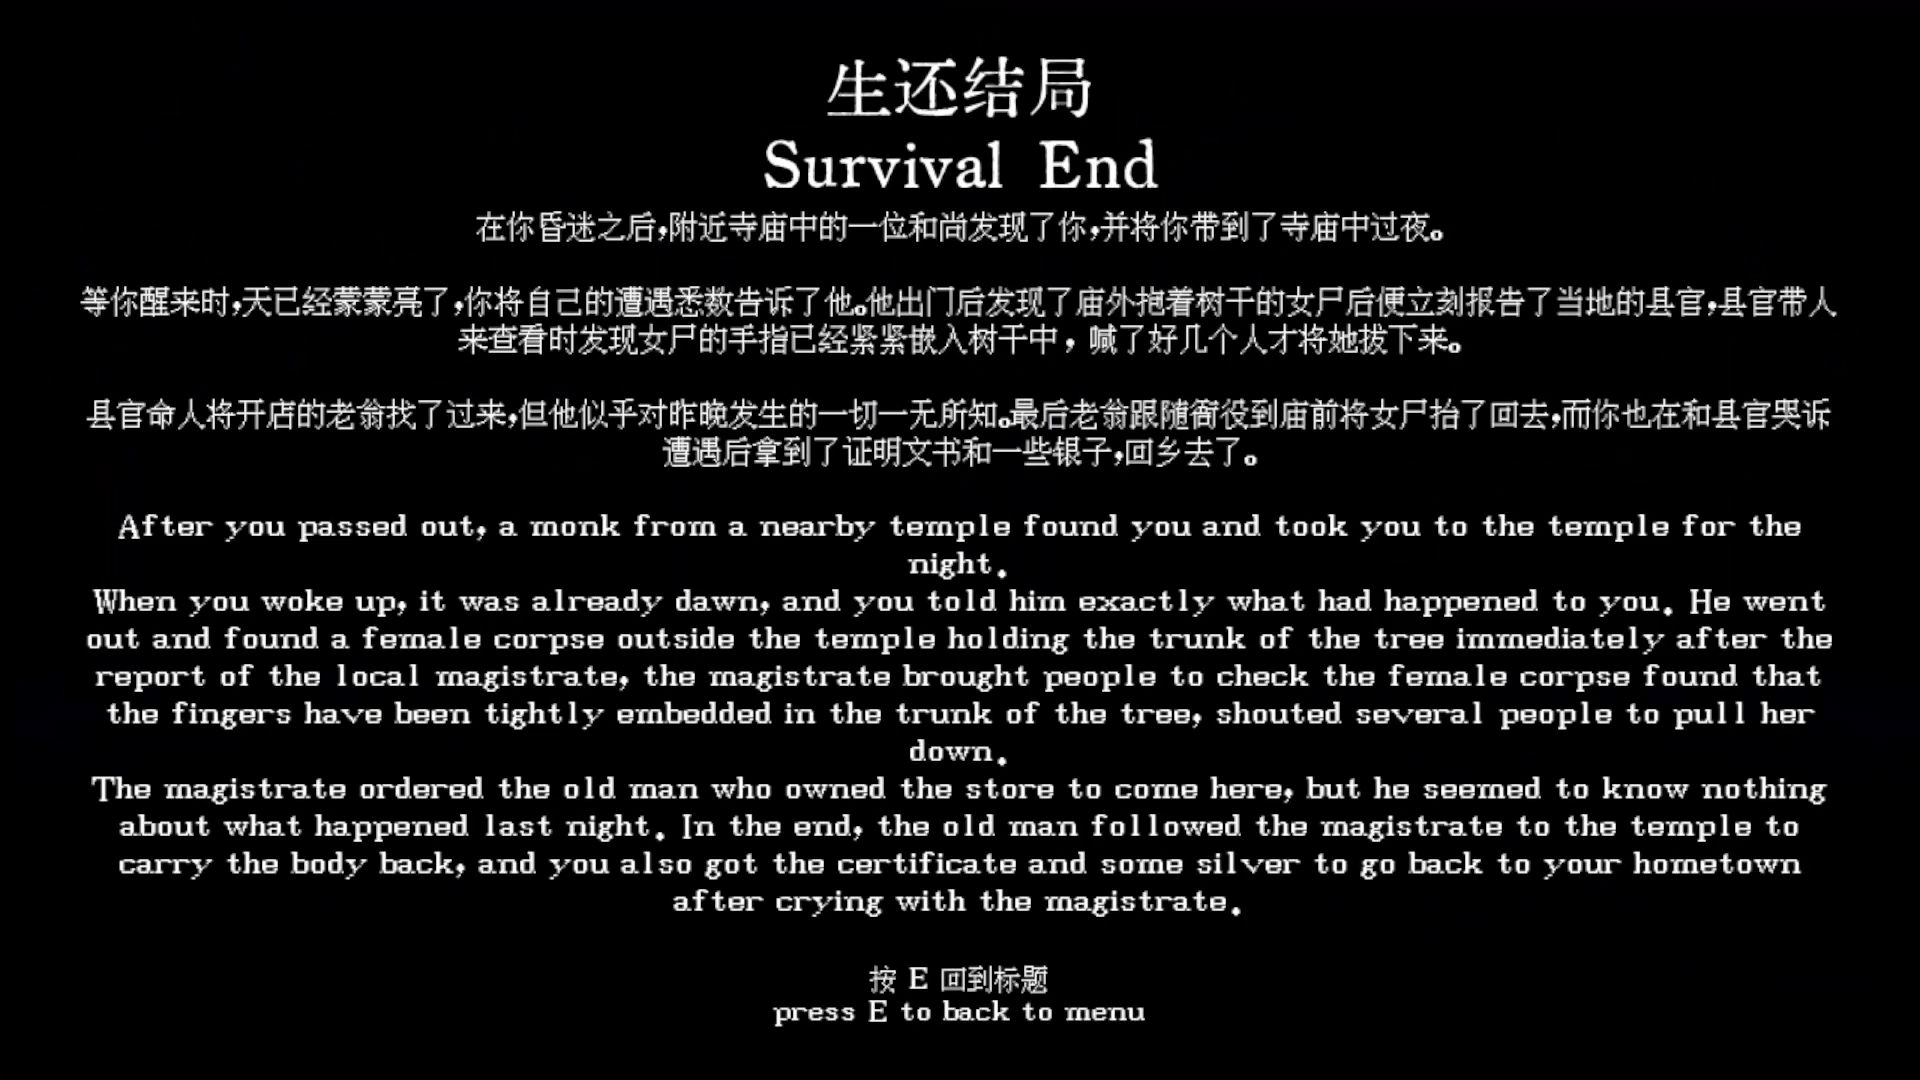 生还结局
Survival End
在你昏迷之后,附近寺庙中的一位和尚发现了你,并将你带到了寺庙中过夜。
等你醒来时,天已经蒙蒙亮了,你将自己的遭遇悉数告诉了他。他出门后发现了庙外抱着树干的女尸后便立刻报告了当地的县官,县官带人
来查看时发现女尸的手指已经紧紧嵌入树干中，喊了好几个人才将她拔下来。
县官命人将开店的老翁找了过来,但他似乎对昨晚发生的一切一无所知。最后老翁跟随衙役到庙前将女尸抬了回去,而你也在和县官哭诉
遭遇后拿到了证明文书和一些银子,回乡去了。
After you passed out, a monk from a nearby temple found you and took you to the temple for the
night.
When you woke up, it was already dawn, and you told him exactly what had happened to you. He went
out and found a female corpse outside the temple holding the trunk of the tree immediately after the
report of the local magistrate, the magistrate brought people to check the female corpse found that
the fingers have been tightly embedded in the trunk of the tree, shouted several people to pull her
down.
The magistrate ordered the old man who owned the store to come here, but he seemed to know nothing
about what happened last night. In the end, the old man followed the magistrate to the temple to
carry the body back, and you also got the certificate and some silver to go back to your hometown
after crying with the magistrate.
按 E 回到标题
press E to back to menu